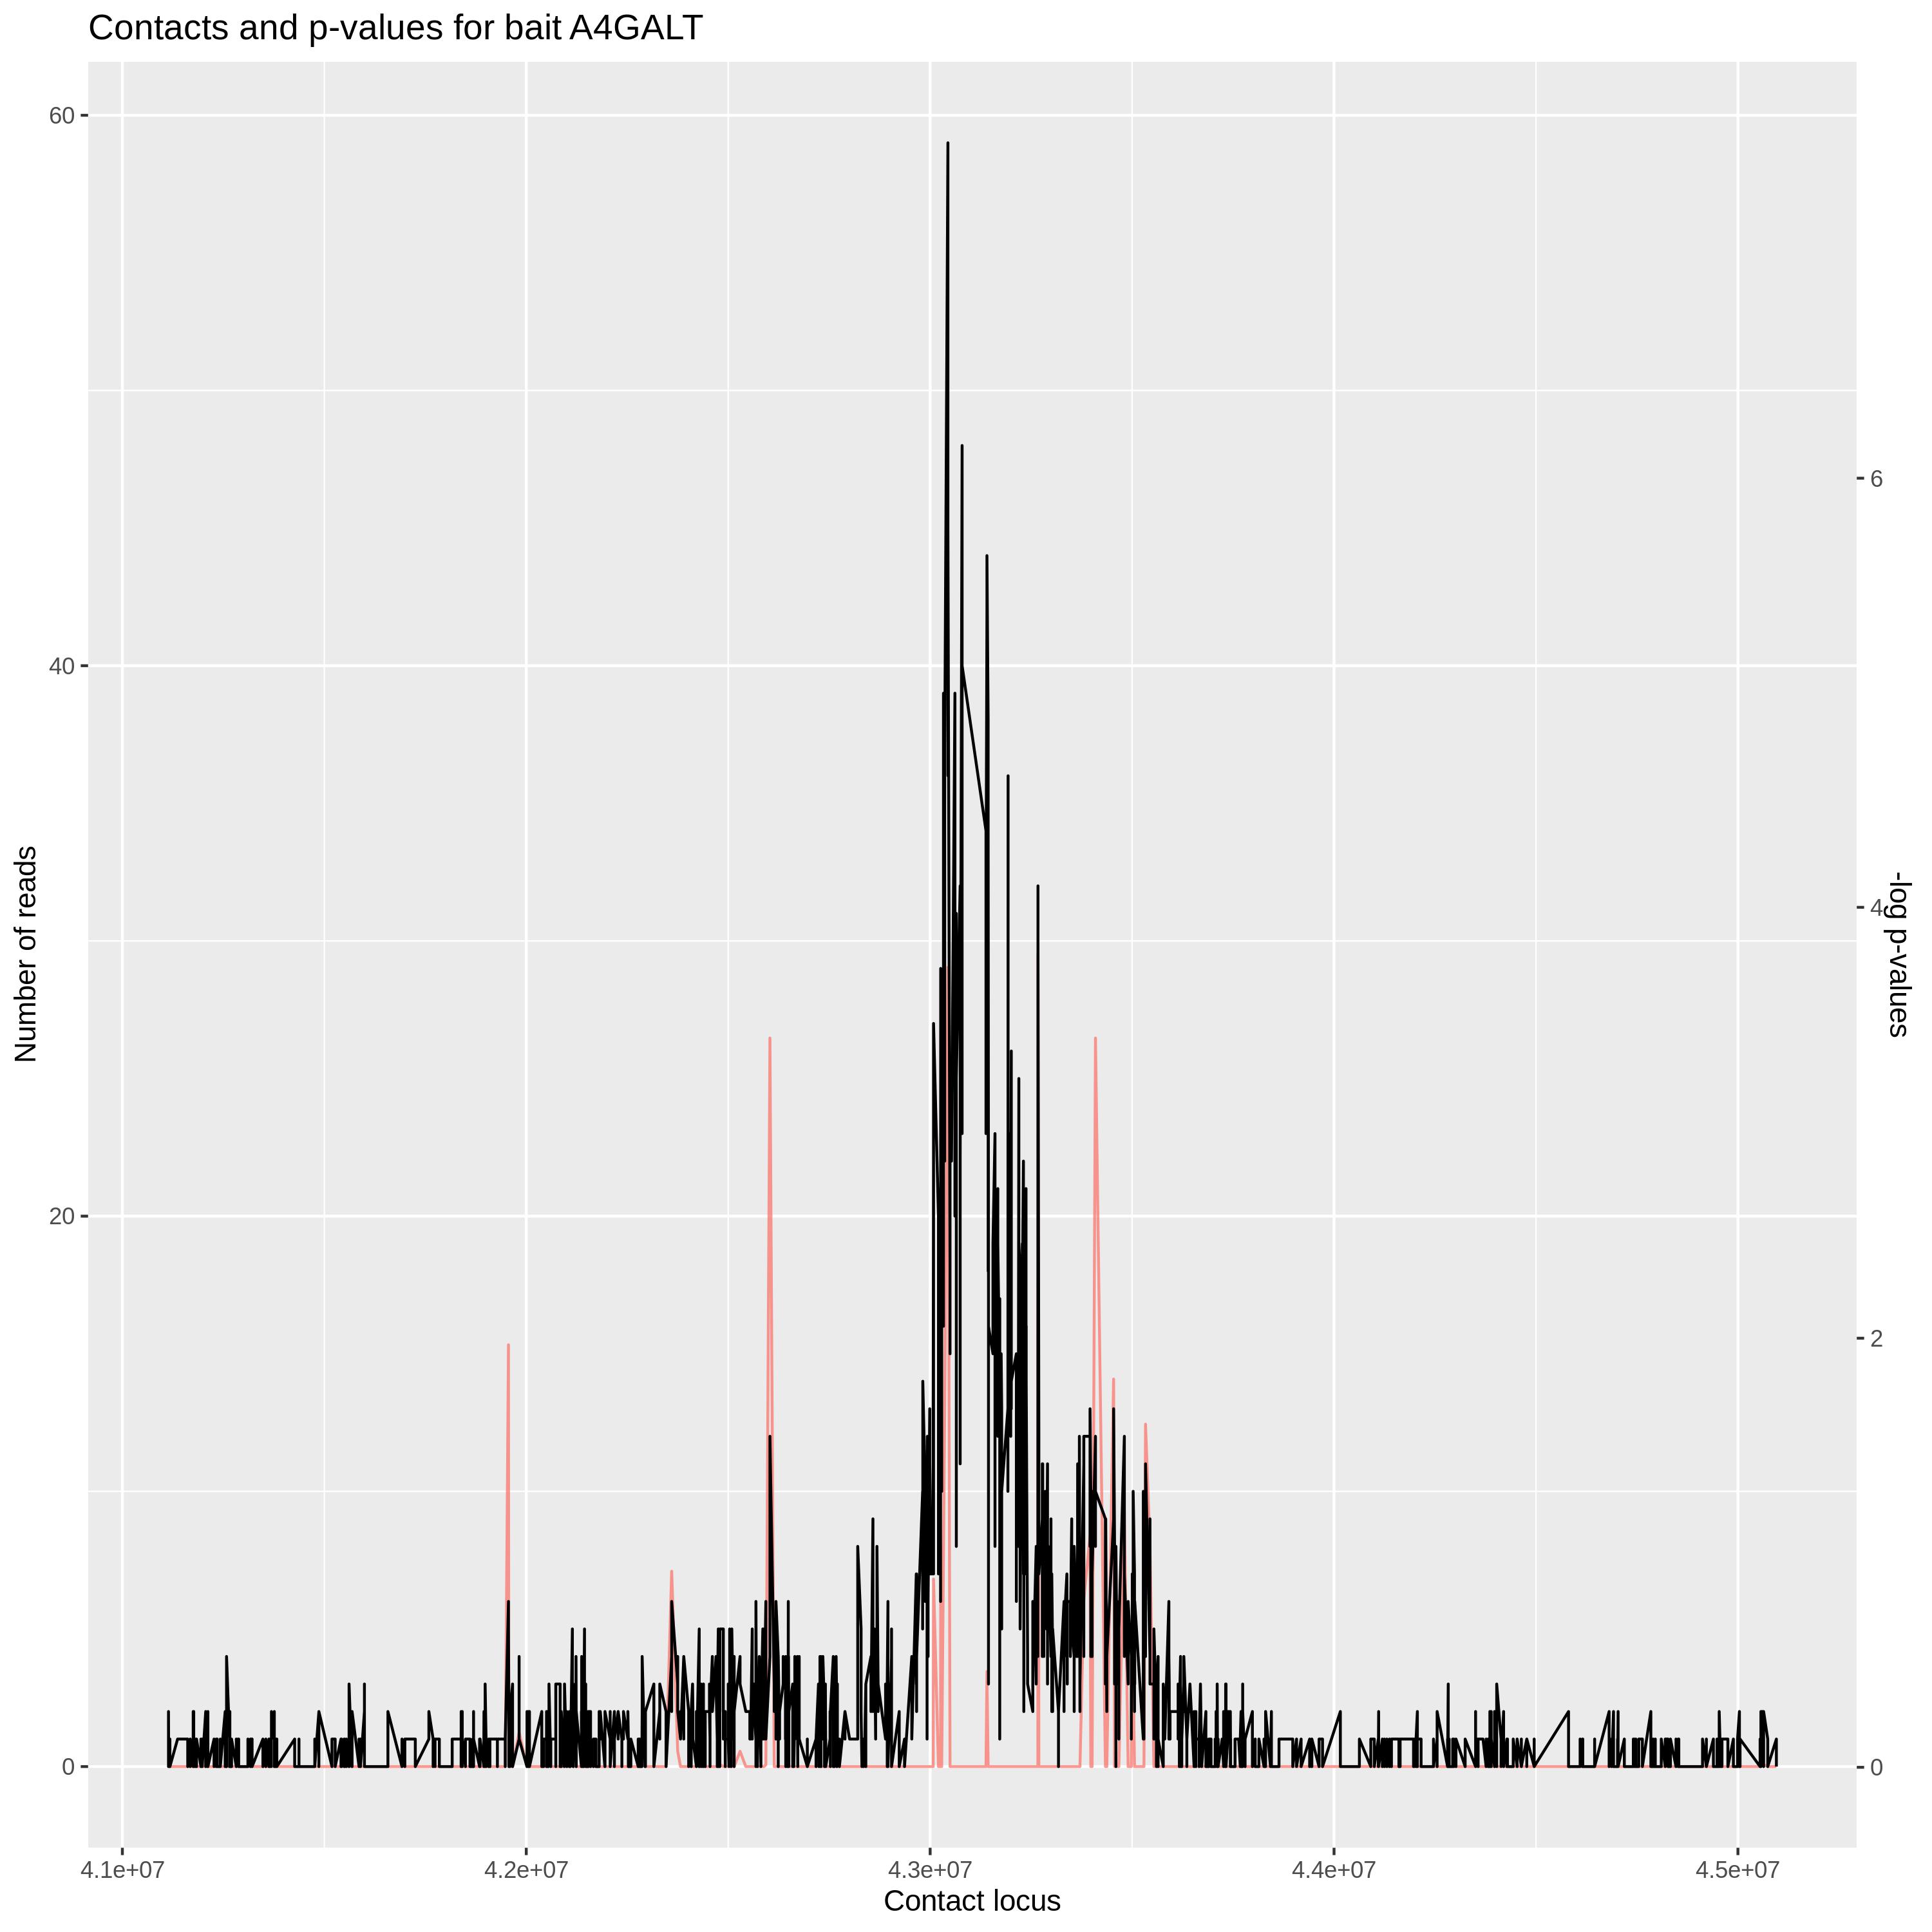 Contacts and p-values for bait A4GALT
60
40
20
0
Number of reads
6
4
2
0
-log p-values
4.1e+07
4.2e+07
4.3e+07
4.4e+07
4.5e+07
Contact locus